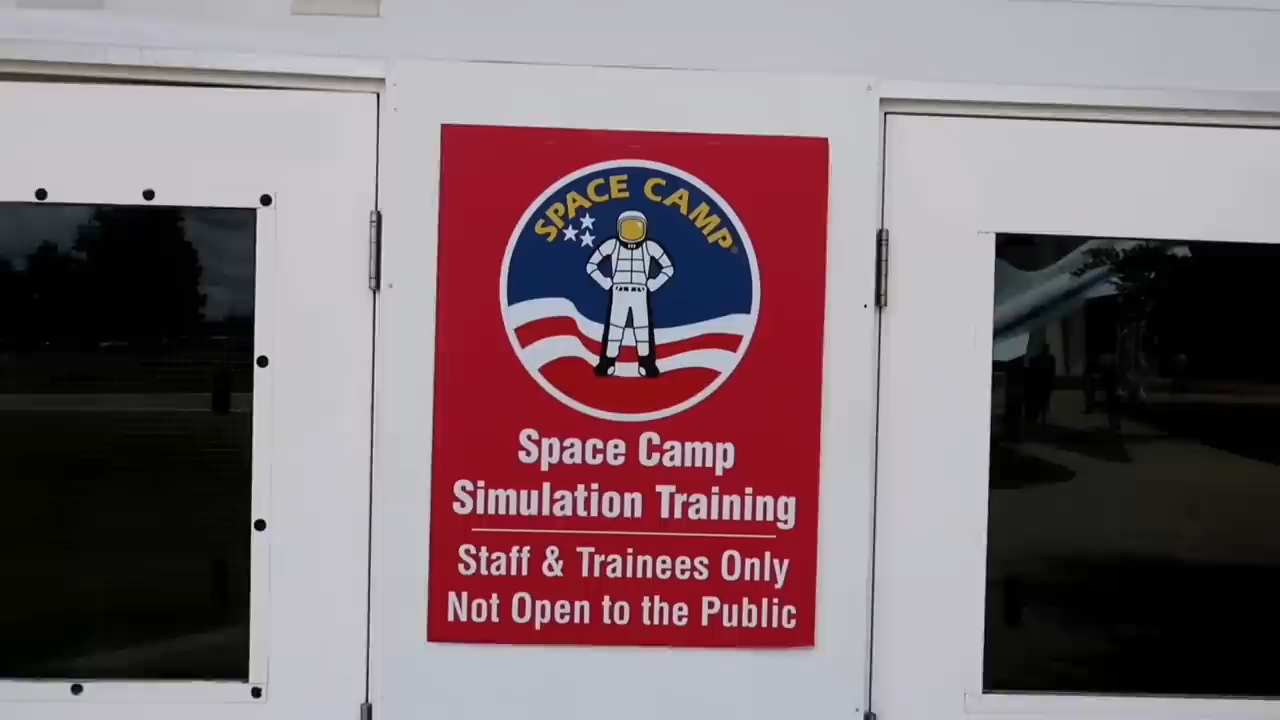 SPACE CAMP
Space Camp
Simulation Training
Staff & Trainees Only
Not Open to the Public